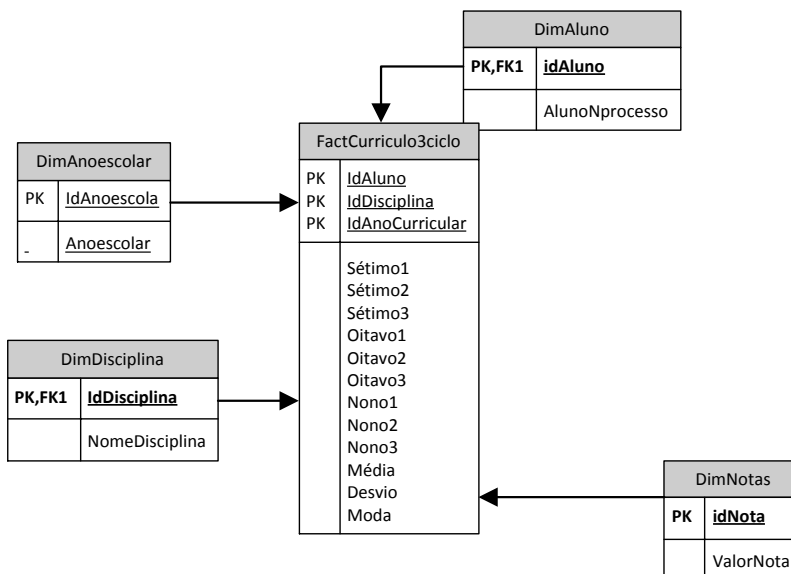 DimAluno
PK,FK1 idAluno
AlunoNprocesso
FactCurriculo3ciclo
PK IdAluno
PK IdDisciplina
PK IdAnoCurricular
Sétimo1
Sétimo2
Sétimo3
Oitavo1
Oitavo2
Oitavo3
Nono1
Nono2
Nono3
Média
Desvio
Moda
DimAnoescolar
PK IdAnoescola
Anoescolar
DimDisciplina
PK,FK1 IdDisciplina
NomeDisciplina
DimNotas
PK idNota
ValorNota